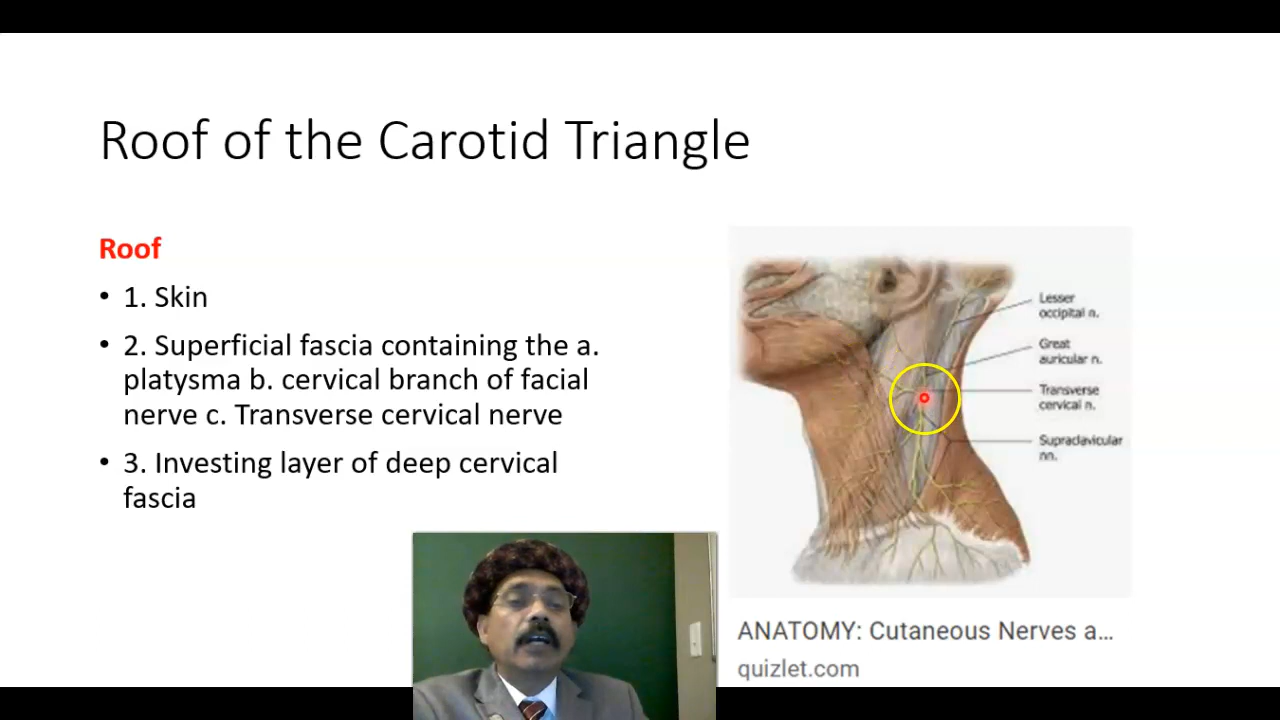 Roof of the Carotid Triangle
Roof
• 1. Skin
• 2. Superficial fascia containing the a.
platysma b. cervical branch of facial
nerve c. Transverse cervical nerve
• 3. Investing layer of deep cervical
fascia
Lesser
occipital n.
Great
auricular n.
Transverse
cervical n.
Supraclavicular
nn.
ANATOMY: Cutaneous Nerves a...
quizlet.com